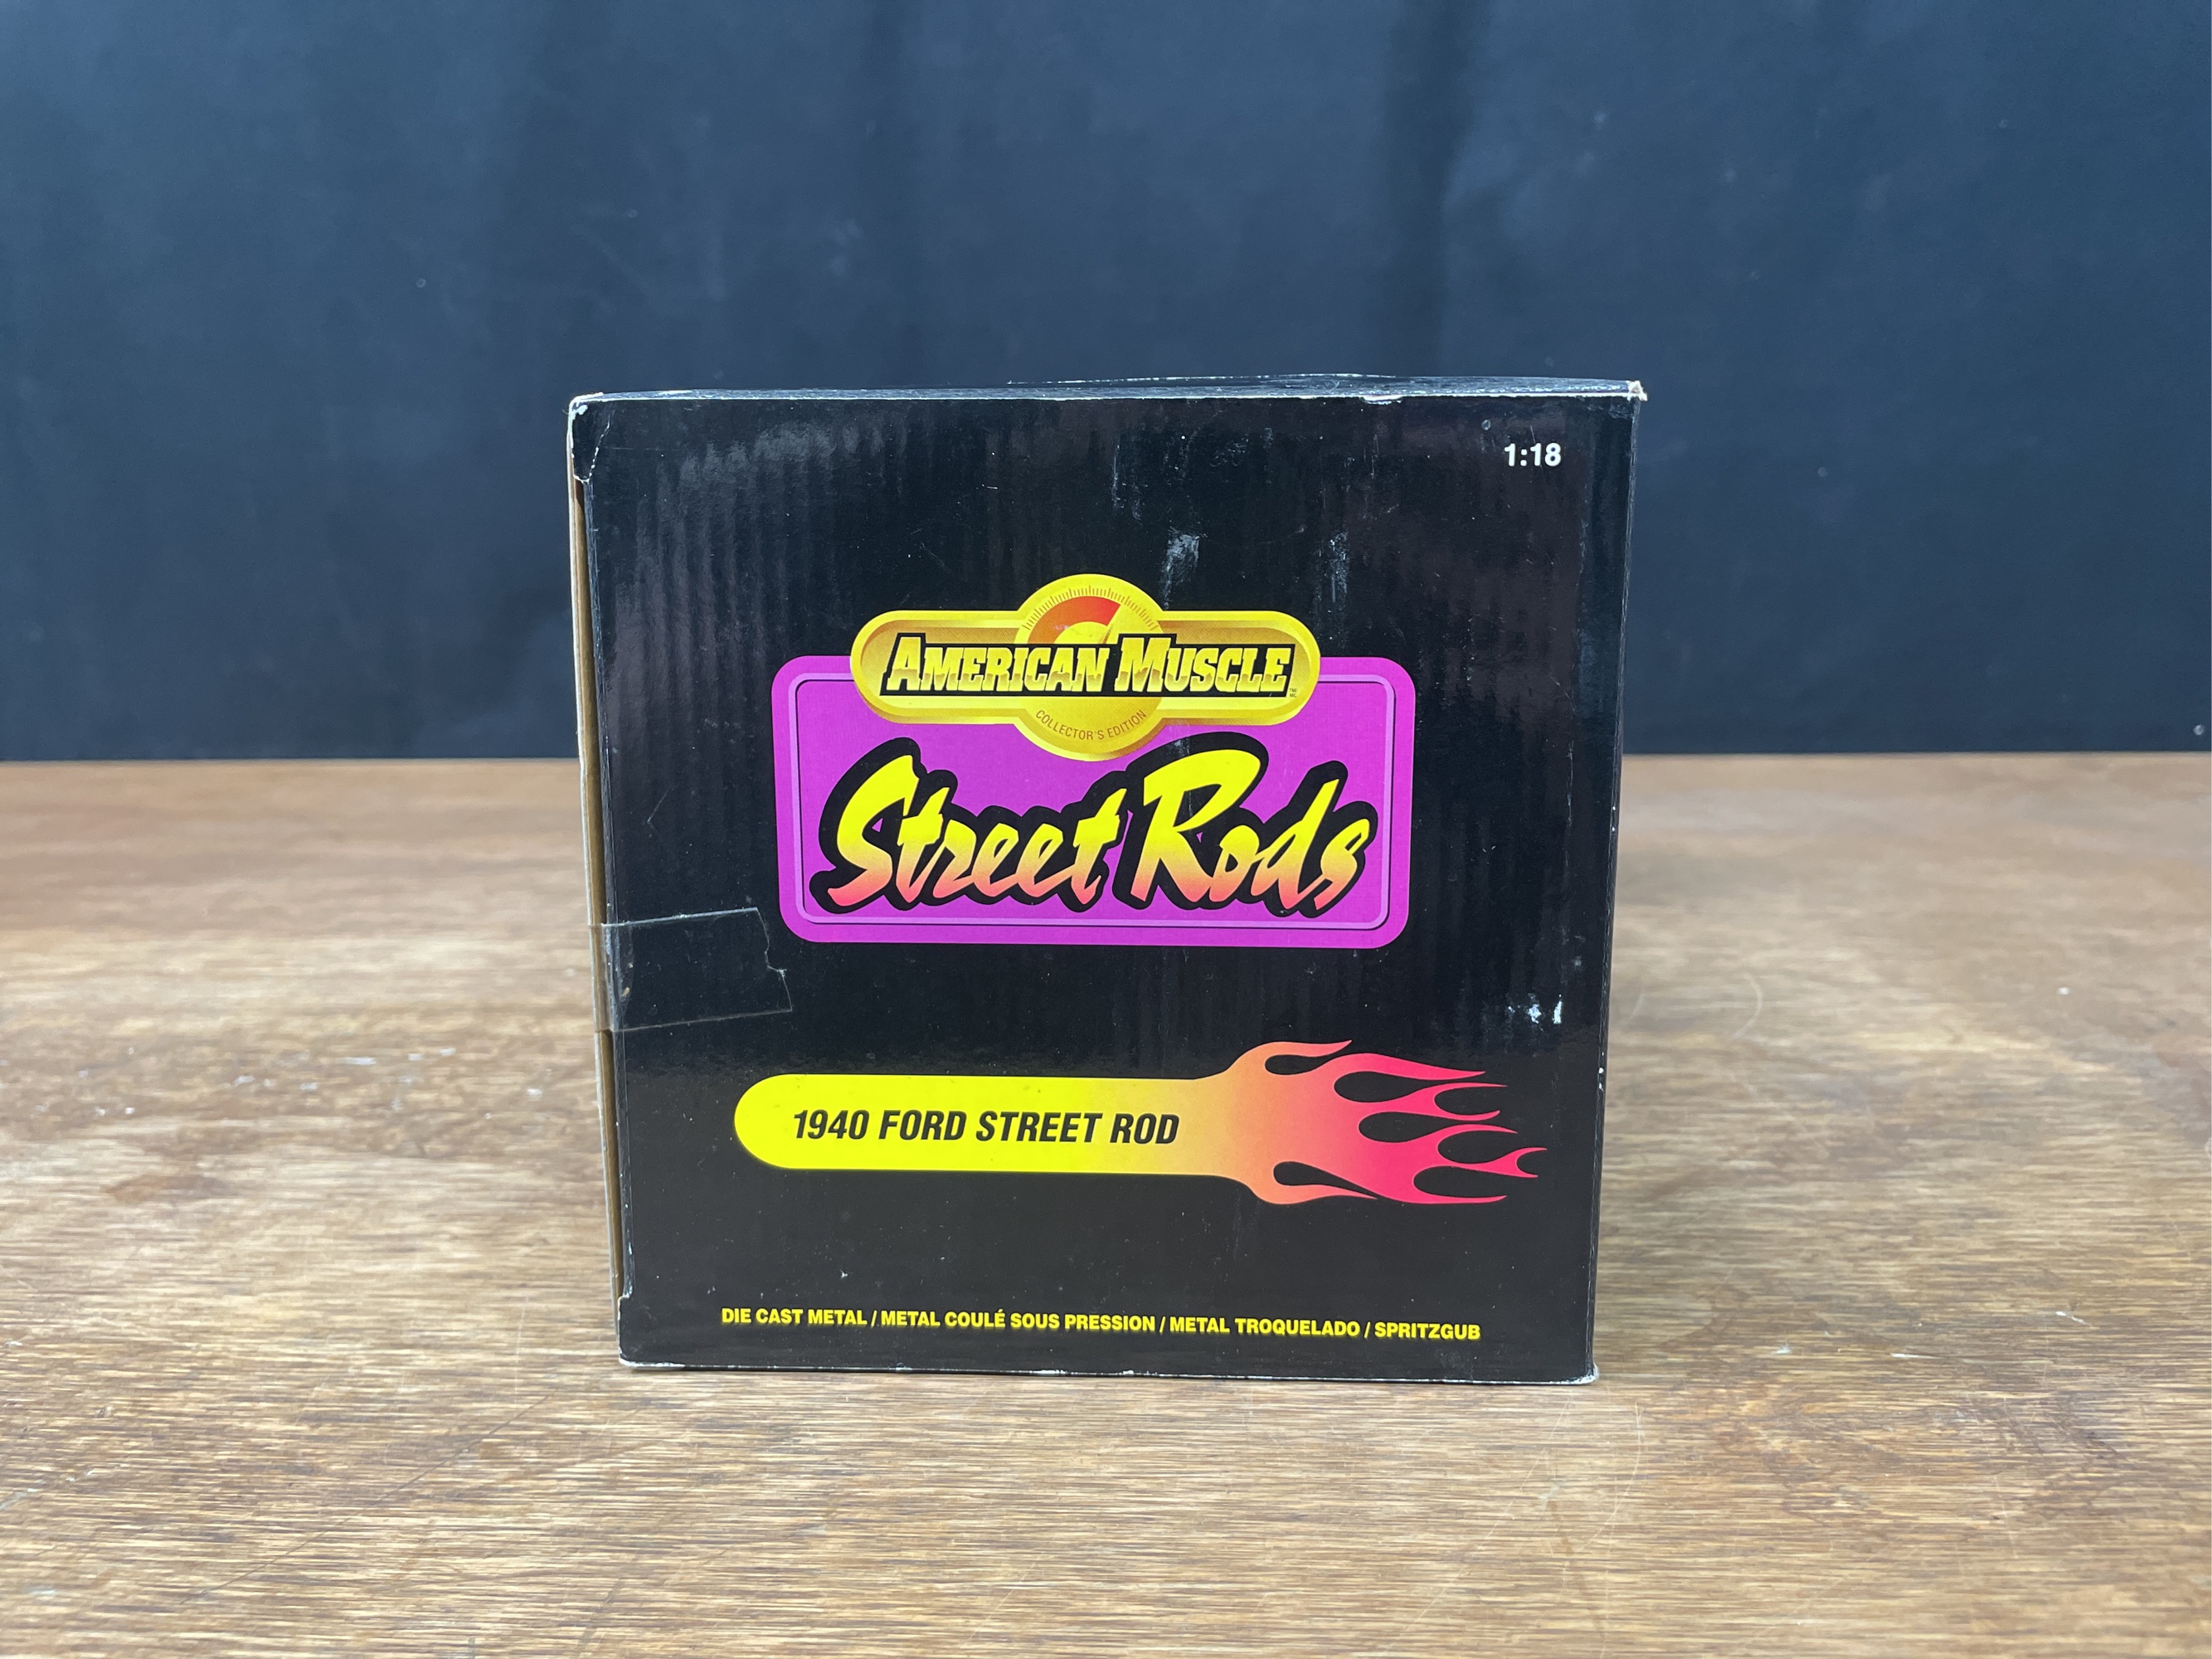 1:18
AMERICAN MUSCLE
COLLECTOR'S EDITION
Street Rods
1940 FORD STREET ROD
DIE CAST METAL / METAL COULÉ SOUS PRESSION / METAL TROQUELADO / SPRITZGUB